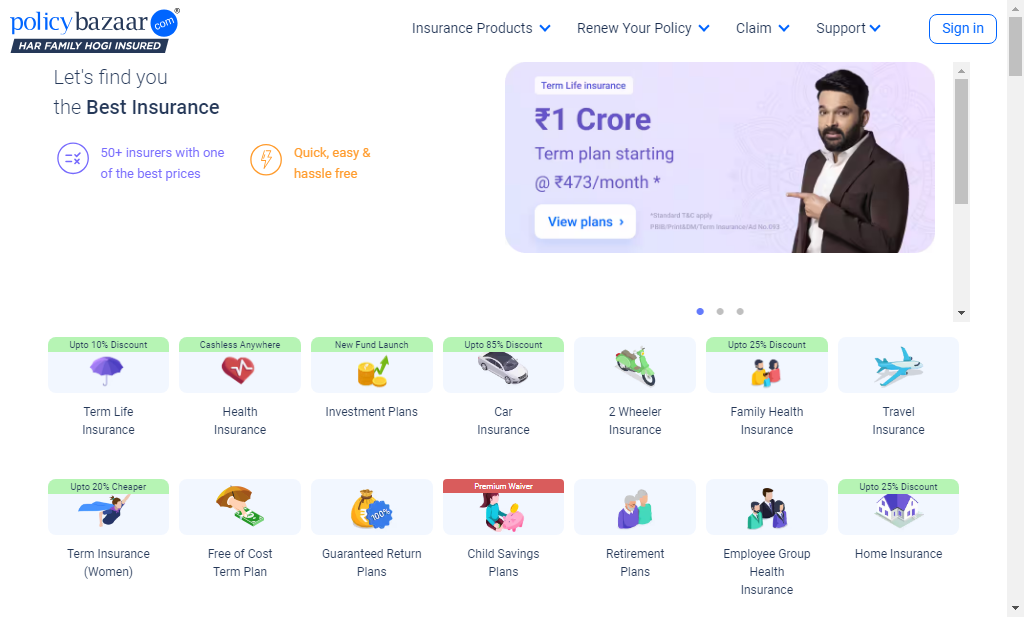 policybazaar.com®
HAR FAMILY HOGI INSURED
Insurance Products
Renew Your Policy
Claim
Support
Sign in
Let's find you
the Best Insurance
50+ insurers with one
of the best prices
Quick, easy &
hassle free
Term Life insurance
₹1 Crore
Term plan starting
@ ₹473/month *
View plans ›
*Standard T&C apply
PBIB/Print&EM/Term Insurance/Ad No.693
Upto 10% Discount
Cashless Anywhere
New Fund Launch
Upto 85% Discount
Upto 25% Discount
Term Life
Insurance
Health
Insurance
Investment Plans
Car
Insurance
2 Wheeler
Insurance
Family Health
Insurance
Travel
Insurance
Upto 20% Cheaper
100%
Premium Waiver
Upto 25% Discount
Term Insurance
(Women)
Free of Cost
Term Plan
Guaranteed Return
Plans
Child Savings
Plans
Retirement
Plans
Employee Group
Health
Insurance
Home Insurance